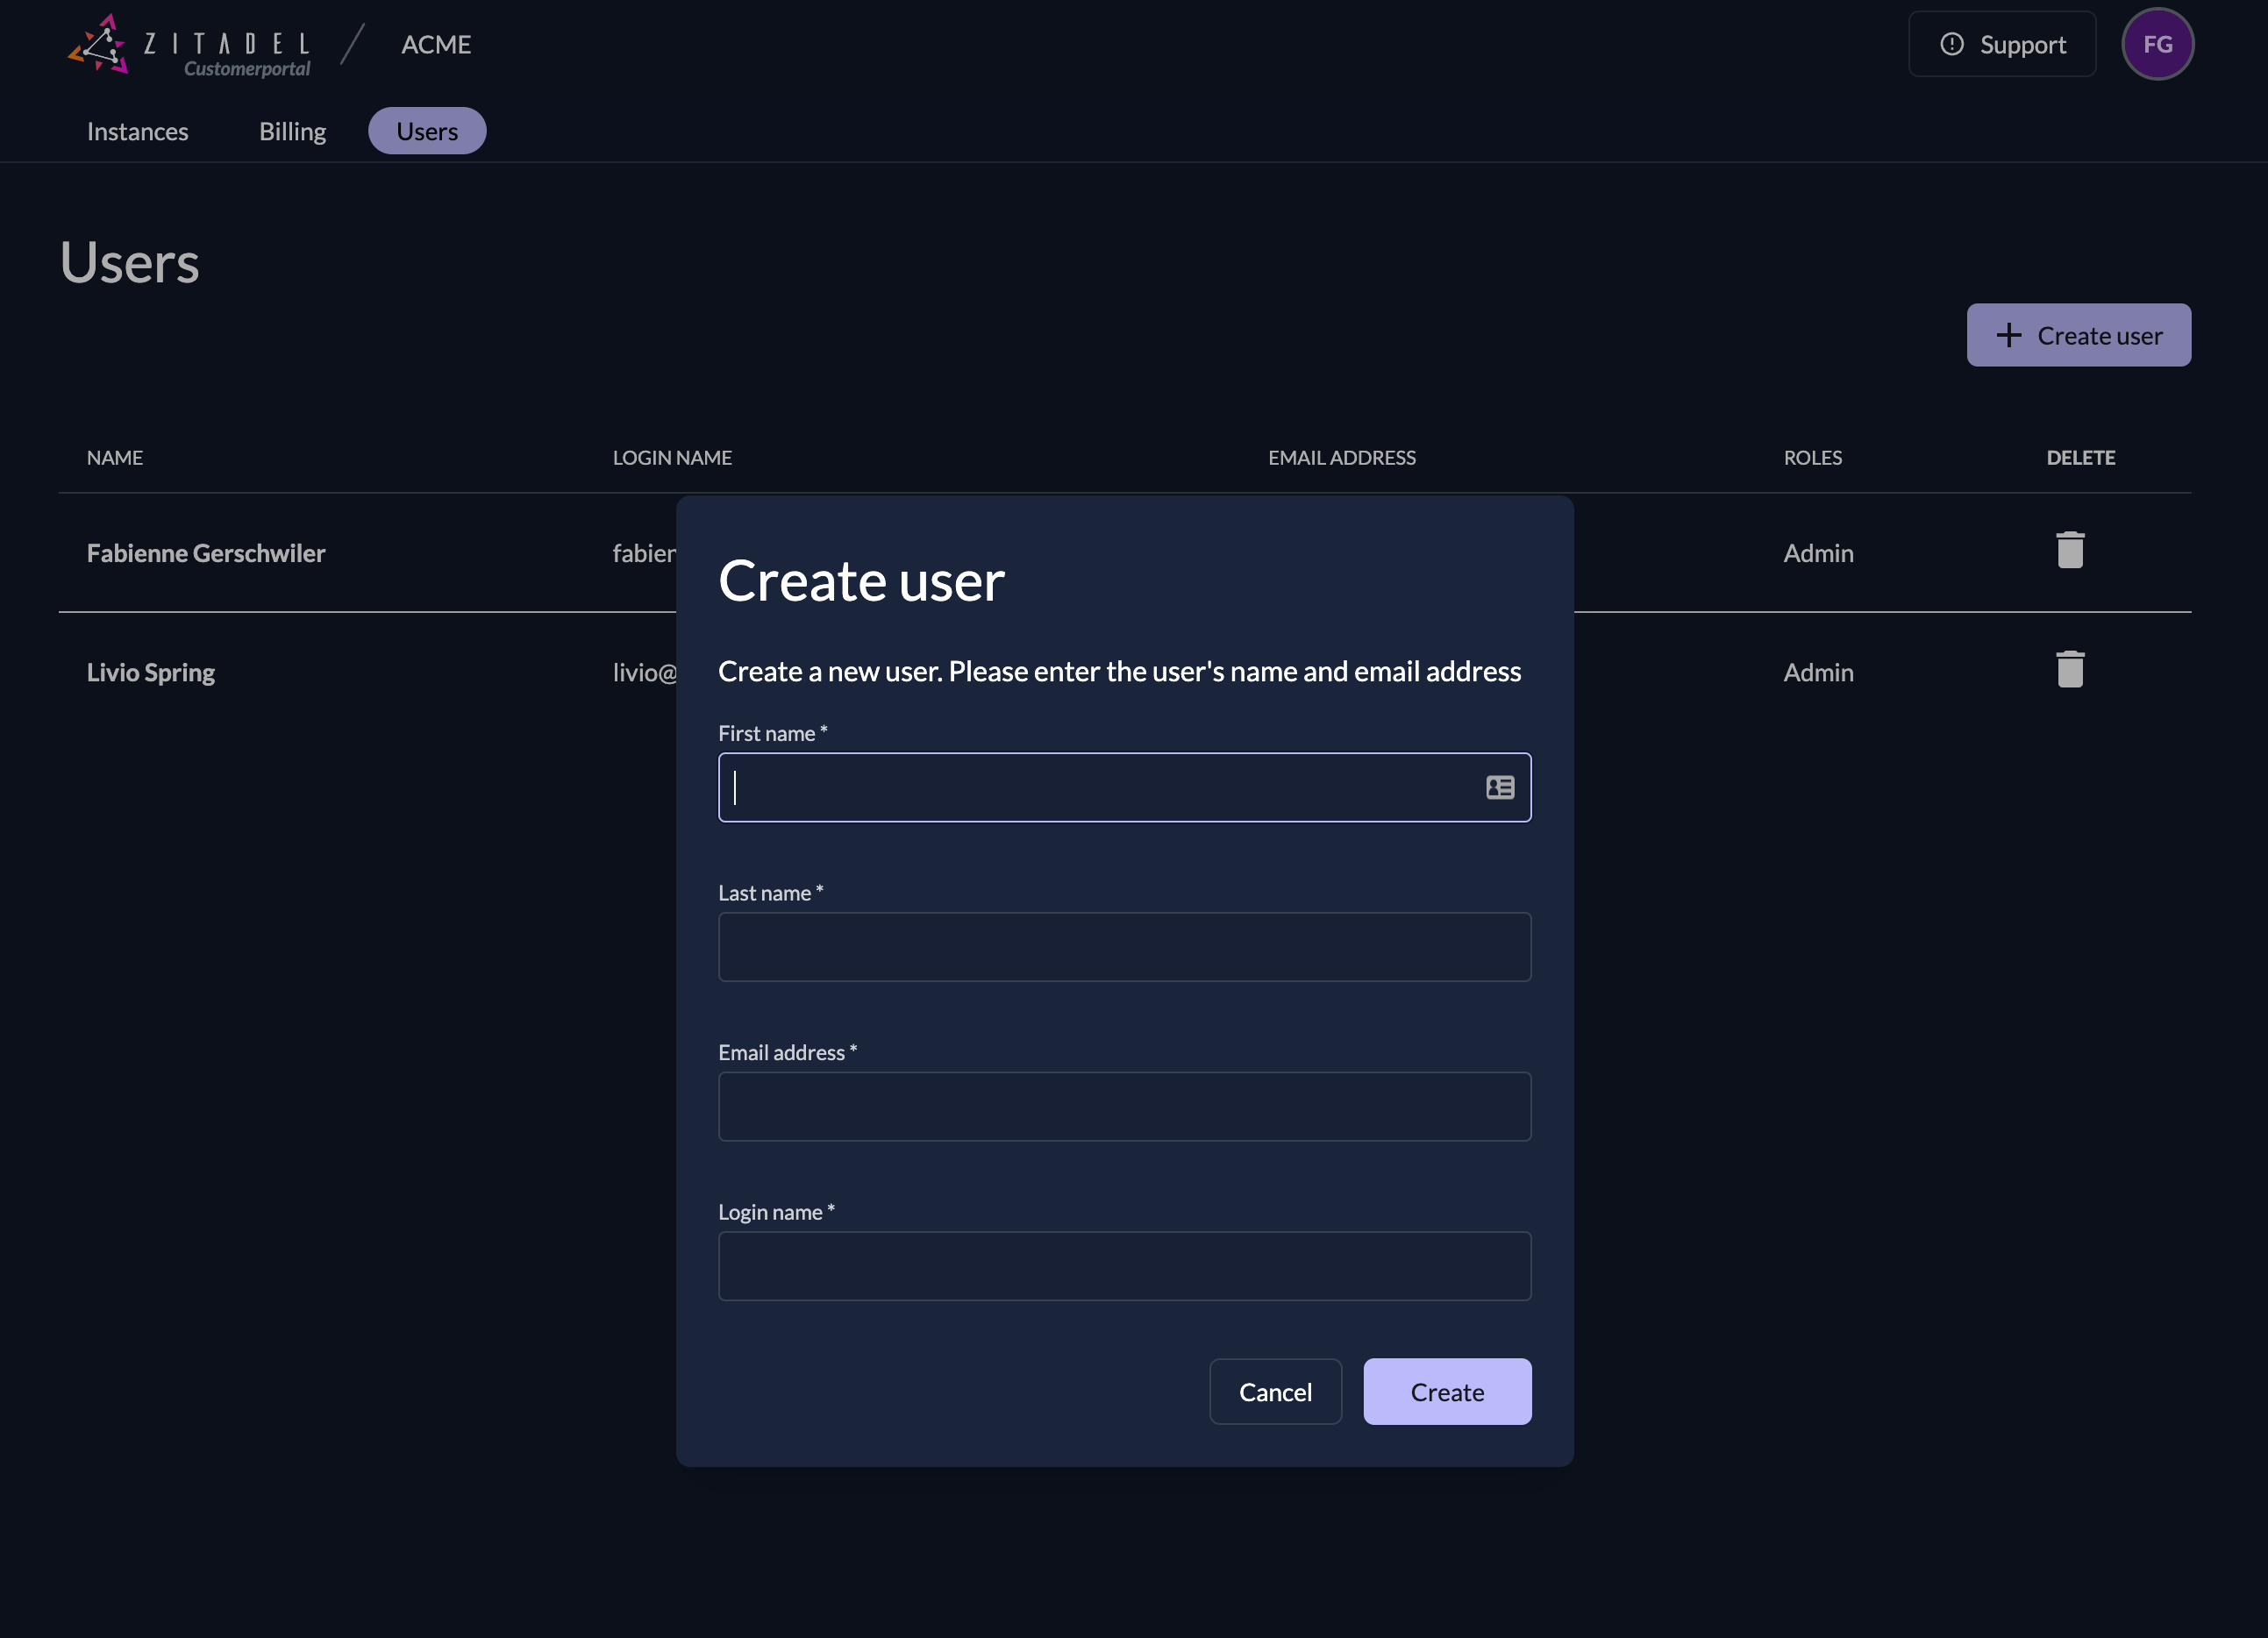 ZITADEL
Customerportal
ACME
Support
FG
Instances Billing Users
Users
Create user
NAME LOGIN NAME EMAIL ADDRESS ROLES DELETE
Fabienne Gerschwiler Admin
Livio Spring livio@ Admin
Create user
Create a new user. Please enter the user's name and email address
First name *
Last name *
Email address *
Login name *
Cancel Create